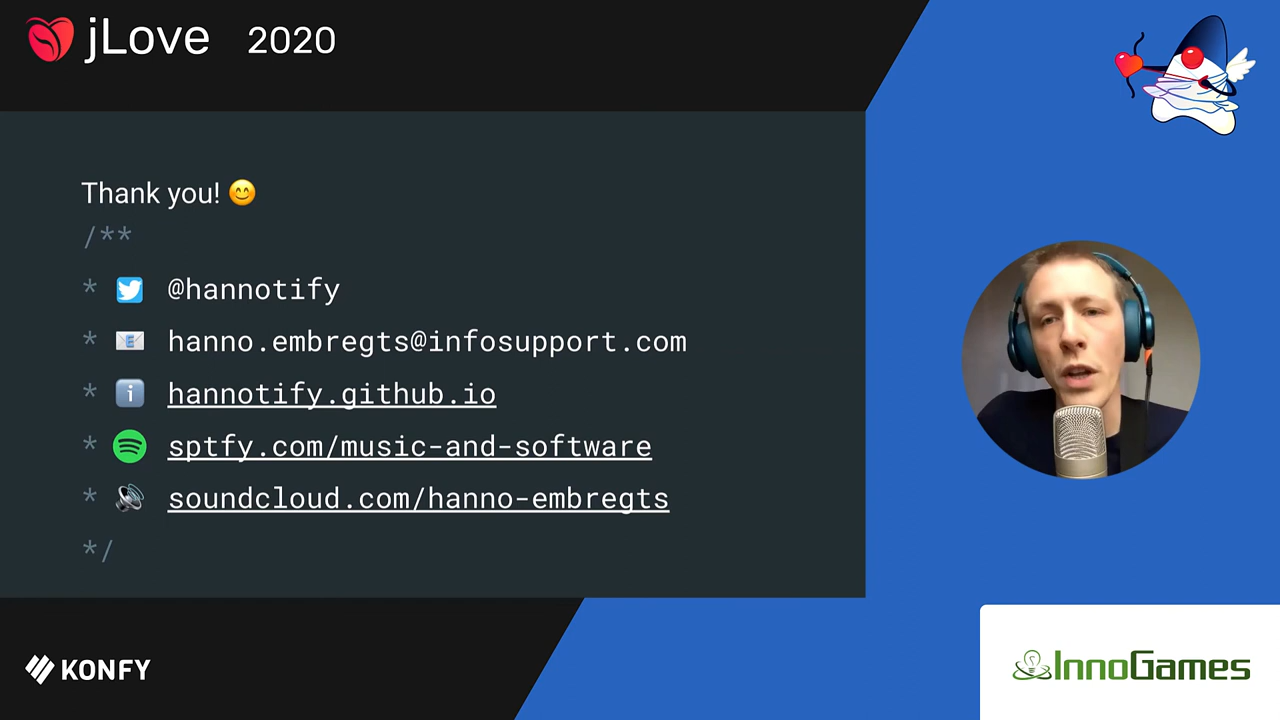 jLove 2020
Thank you! 😊
/**
* @hannotify
* hanno.embregts@infosupport.com
* hannotify.github.io
* sptfy.com/music-and-software
* soundcloud.com/hanno-embregts
*/
KONFY
InnoGames